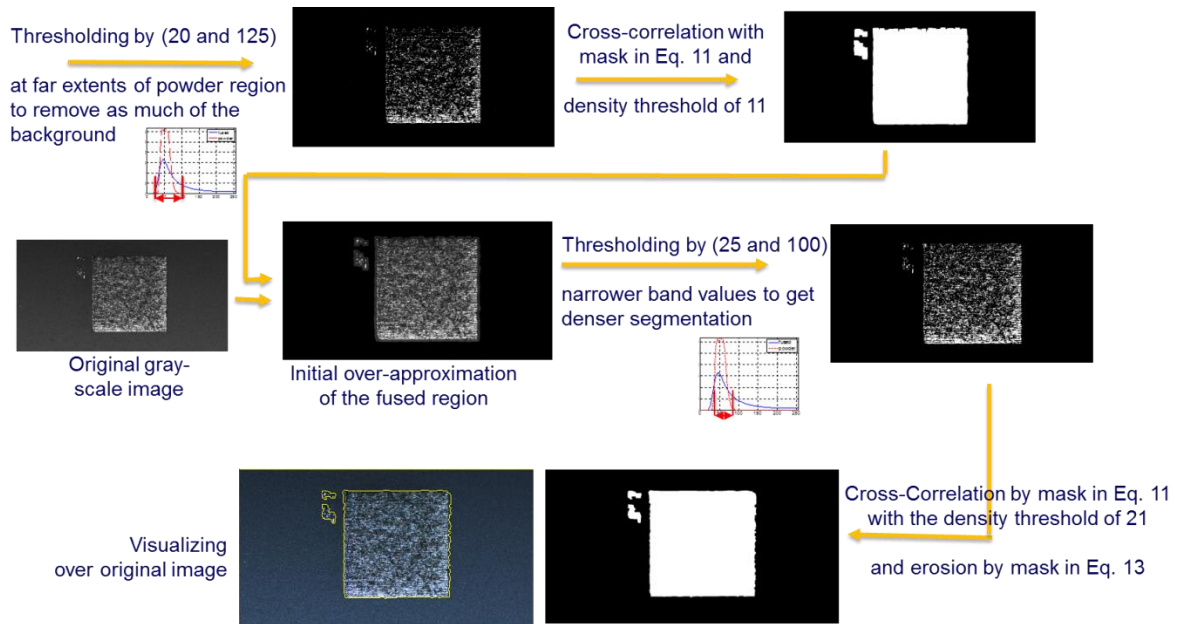 Thresholding by (20 and 125)
at far extents of powder region
to remove as much of the
background
Cross-correlation with
mask in Eq. 11 and
density threshold of 11
Original gray-
scale image
Initial over-approximation
of the fused region
Thresholding by (25 and 100)
narrower band values to get
denser segmentation
Cross-Correlation by mask in Eq. 11
with the density threshold of 21
and erosion by mask in Eq. 13
Visualizing
over original image